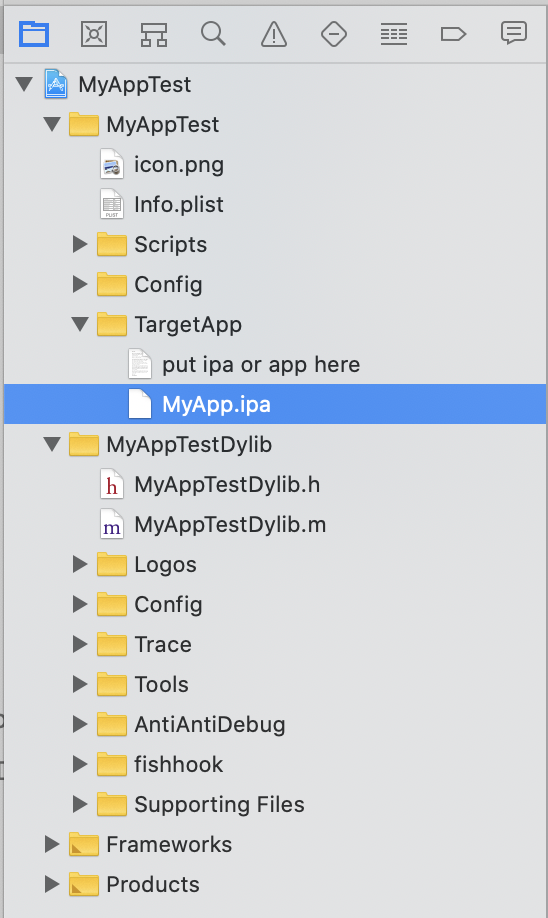 MyAppTest
MyAppTest
icon.png
PLIST Info.plist
Scripts
Config
TargetApp
put ipa or app here
MyApp.ipa
MyAppTestDylib
h MyAppTestDylib.h
m MyAppTestDylib.m
Logos
Config
Trace
Tools
AntiAntiDebug
fishhook
Supporting Files
Frameworks
Products